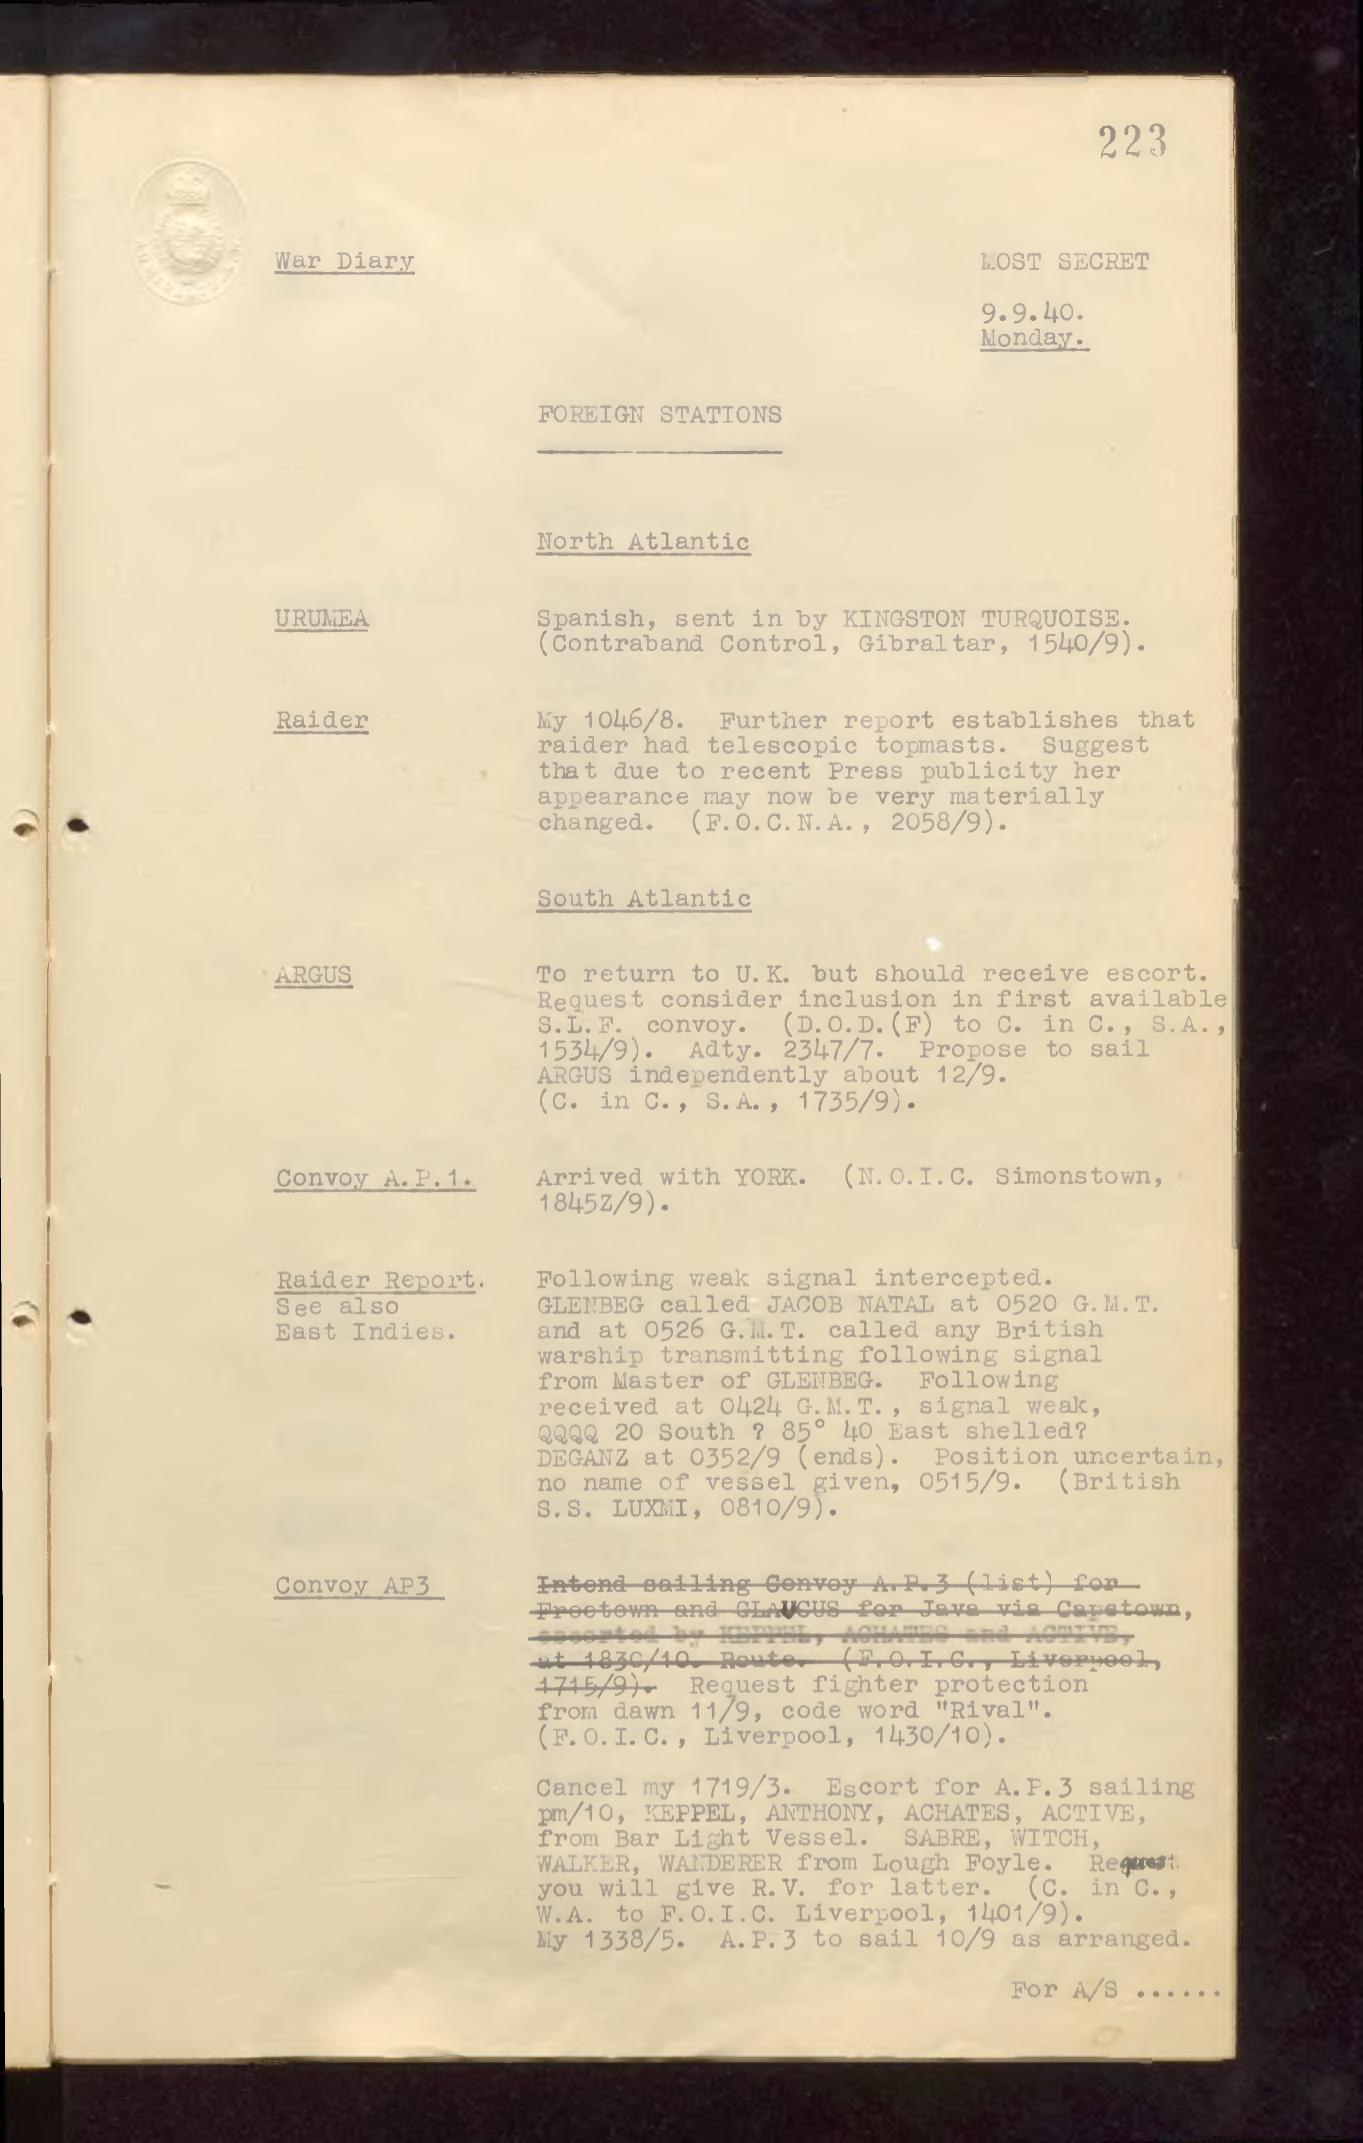 223
War Diary
MOST SECRET
9.9.40.
Monday.
FOREIGN STATIONS
North Atlantic
URUMEA
Spanish, sent in by KINGSTON TURQUOISE.
(Contraband Control, Gibraltar, 1540/9).
Raider
My 1046/8. Further report establishes that
raider had telescopic topmasts. Suggest
that due to recent Press publicity her
appearance may now be very materially
changed. (F.O.C.N.A., 2058/9).
South Atlantic
ARGUS
To return to U.K. but should receive escort.
Request consider inclusion in first available
S.L.F. convoy. (D.O.D.(F) to C. in C., S.A.,
1534/9). Adty. 2347/7. Propose to sail
ARGUS independently about 12/9.
(C. in C., S.A., 1735/9).
Convoy A.P.1.
Arrived with YORK. (N.O.I.C. Simonstown,
1845Z/9).
Raider Report.
See also
East Indies.
Following weak signal intercepted.
GLENBEG called JACOB NATAL at 0520 G.M.T.
and at 0526 G.M.T. called any British
warship transmitting following signal
from Master of GLENBEG. Following
received at 0424 G.M.T., signal weak,
QQQQ 20 South ? 85° 40 East shelled?
DEGANZ at 0352/9 (ends). Position uncertain,
no name of vessel given, 0515/9. (British
S.S. LUXMI, 0810/9).
Convoy AP3
Intend sailing Convoy A.P.3 (list) for
Freetown and GLAUCUS for Java via Capetown,
escorted by KEPPEL, ACHATES and ACTIVE,
at 1830/10. Route. (F.O.I.C., Liverpool,
1715/9). Request fighter protection
from dawn 11/9, code word "Rival".
(F.O.I.C., Liverpool, 1430/10).
Cancel my 1719/3. Escort for A.P.3 sailing
pm/10, KEPPEL, ANTHONY, ACHATES, ACTIVE,
from Bar Light Vessel. SABRE, WITCH,
WALKER, WANDERER from Lough Foyle. Request
you will give R.V. for latter. (C. in C.,
W.A. to F.O.I.C. Liverpool, 1401/9).
My 1338/5. A.P.3 to sail 10/9 as arranged.
For A/S ......